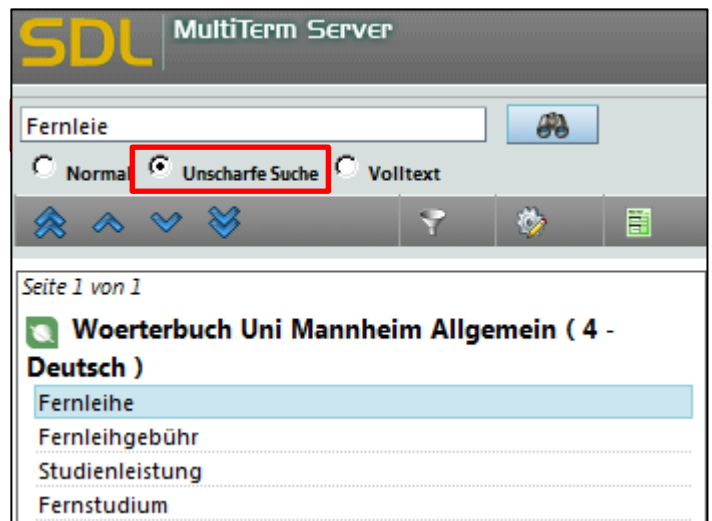 SDL MultiTerm Server
Fernleie
Normal Unscharfe Suche Volltext
Seite 1 von 1
Woerterbuch Uni Mannheim Allgemein ( 4 -
Deutsch )
Fernleihe
Fernleihgebühr
Studienleistung
Fernstudium